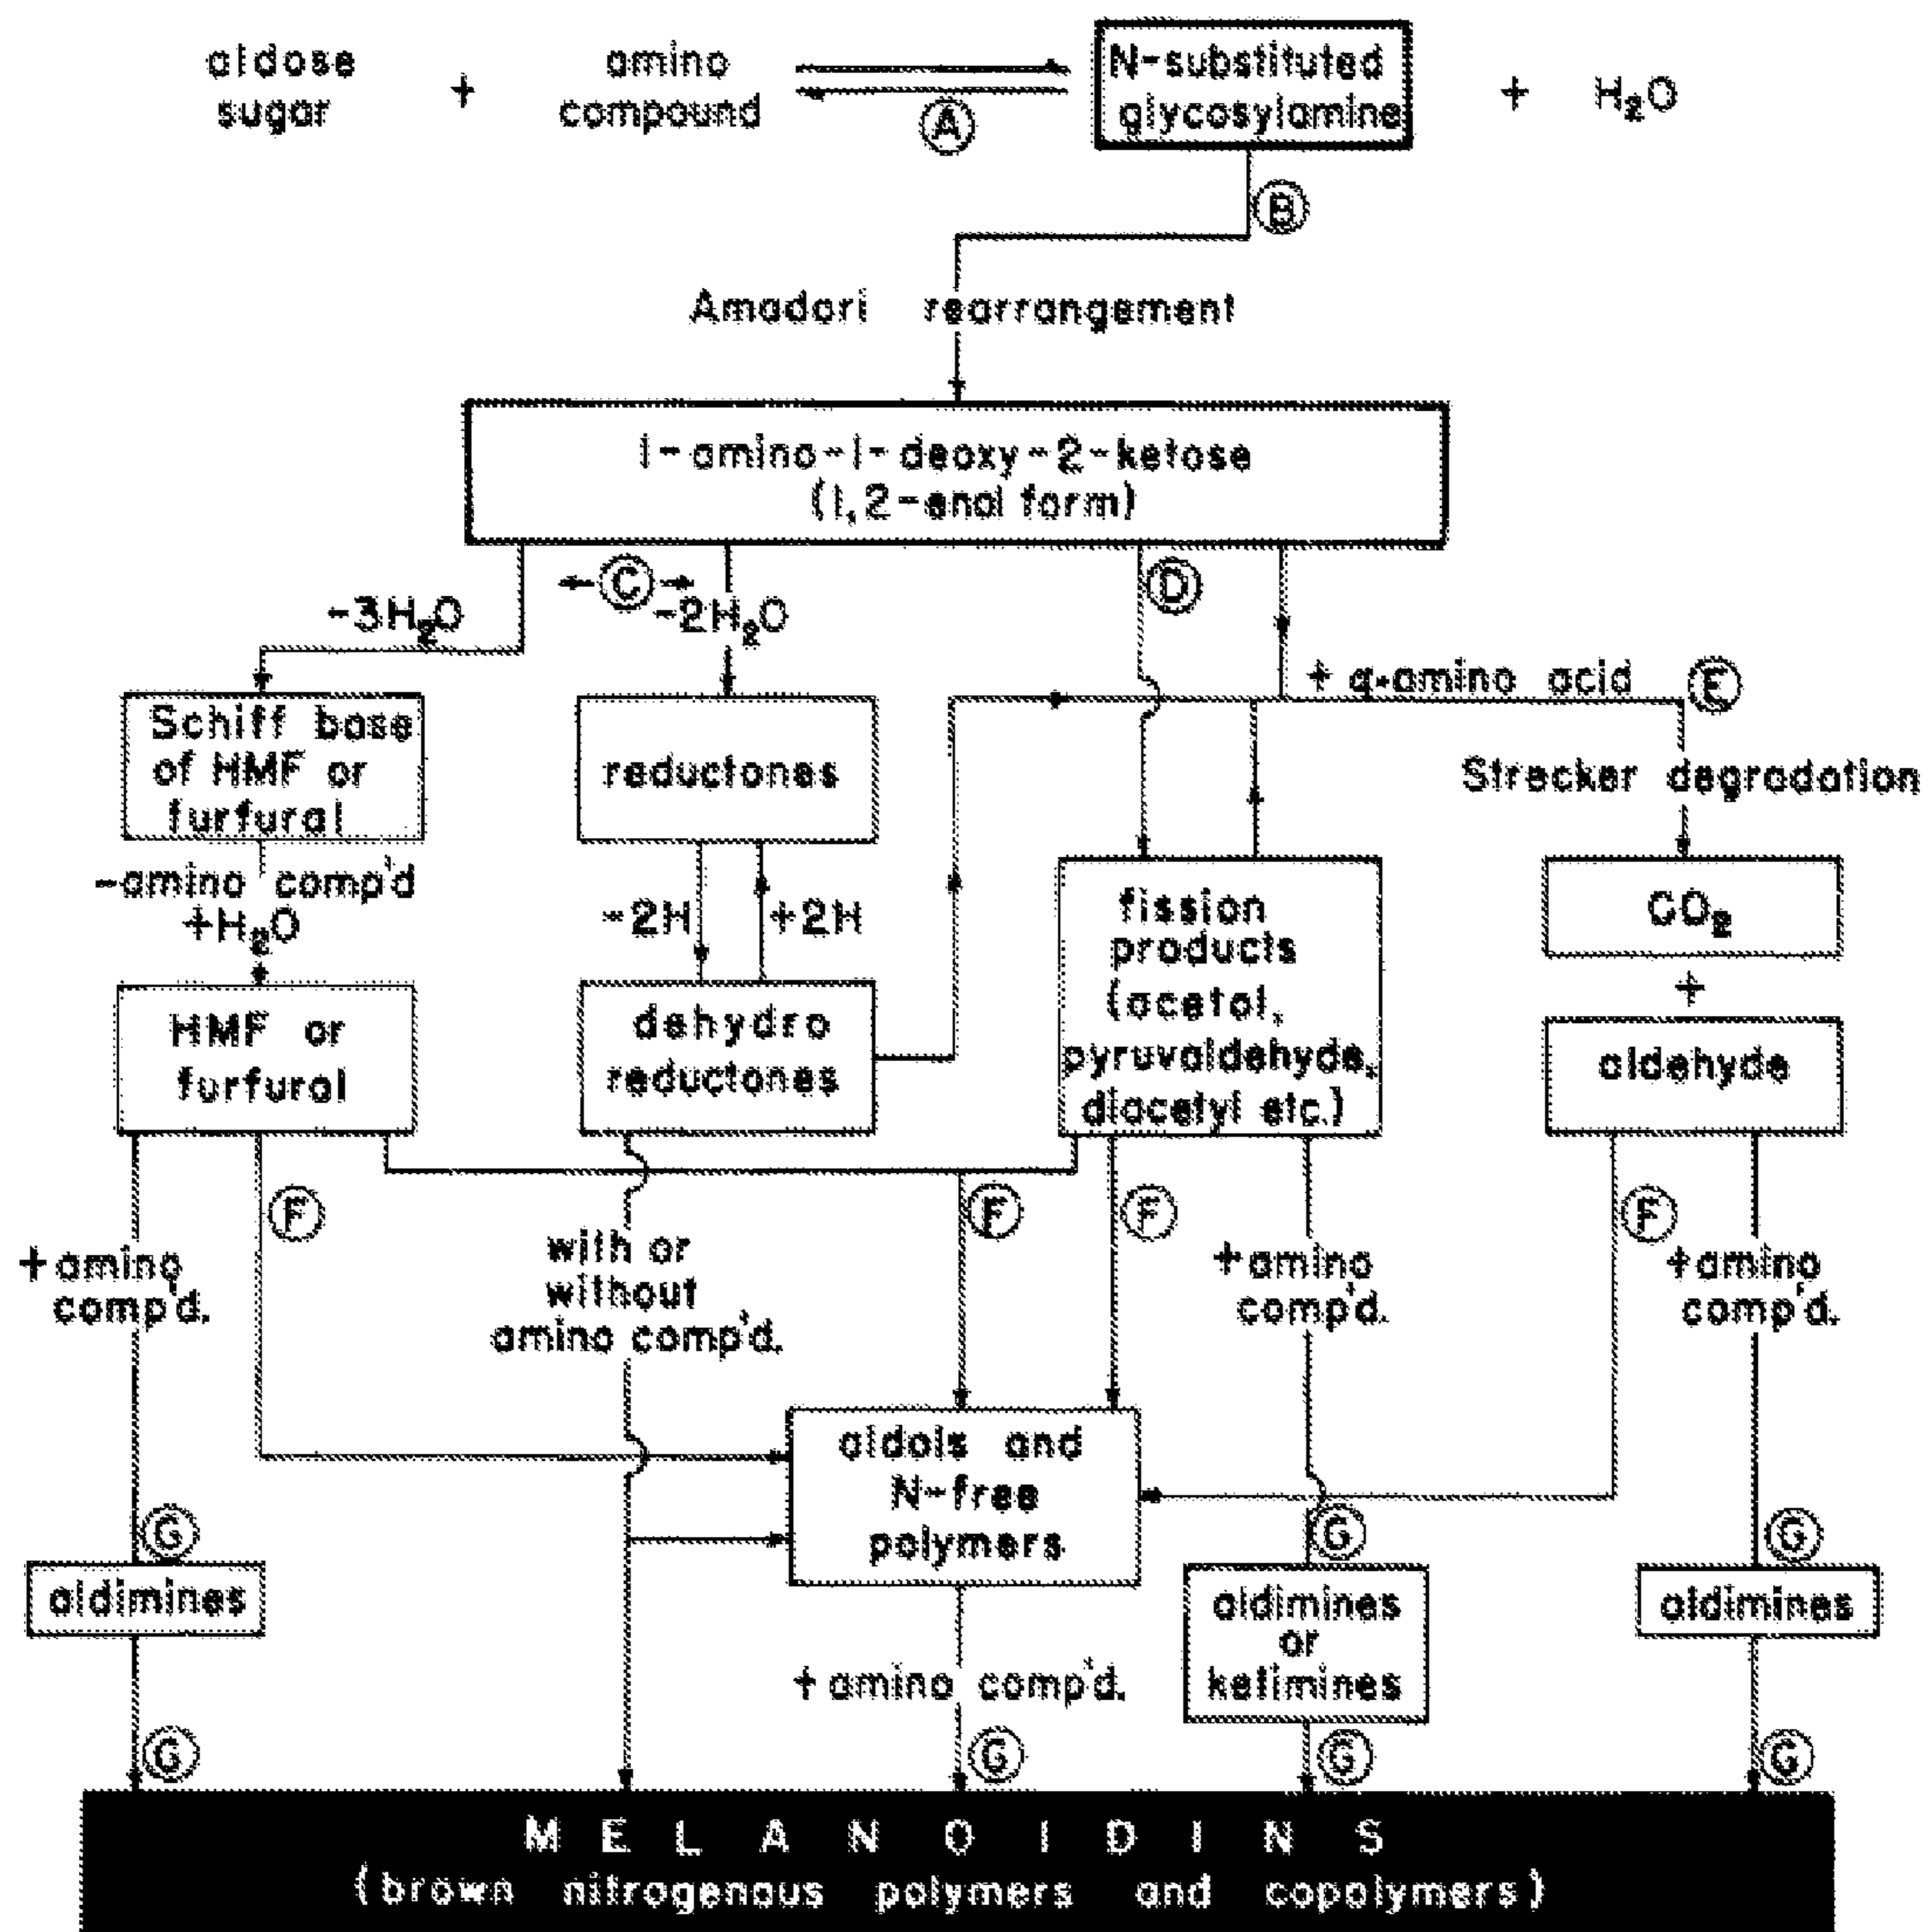 aldose sugar + amino compound Ⓐ N-substituted glycosylamine + H₂O
Ⓑ
Amadori rearrangement
1-amino-1-deoxy-2-ketose
(1,2-enol form)
-3H₂O
Ⓒ
-2H₂O
Ⓓ
+ α-amino acid Ⓔ
Schiff base
of HMF or
furfural
reductones
Strecker degradation
-amino comp'd
+H₂O
-2H
+2H
fission
products
(acetol,
pyruvaldehyde,
diacetyl etc.)
CO₂
+
aldehyde
HMF or
furfural
dehydro
reductones
Ⓕ
Ⓕ
Ⓕ
Ⓕ
+amino
comp'd.
with or
without
amino comp'd.
+amino
comp'd.
+amino
comp'd.
aldols and
N-free
polymers
Ⓖ
Ⓖ
Ⓖ
aldimines
aldimines
or
ketimines
aldimines
+amino comp'd.
Ⓖ
Ⓖ
Ⓖ
Ⓖ
MELANOIDINS
(brown nitrogenous polymers and copolymers)